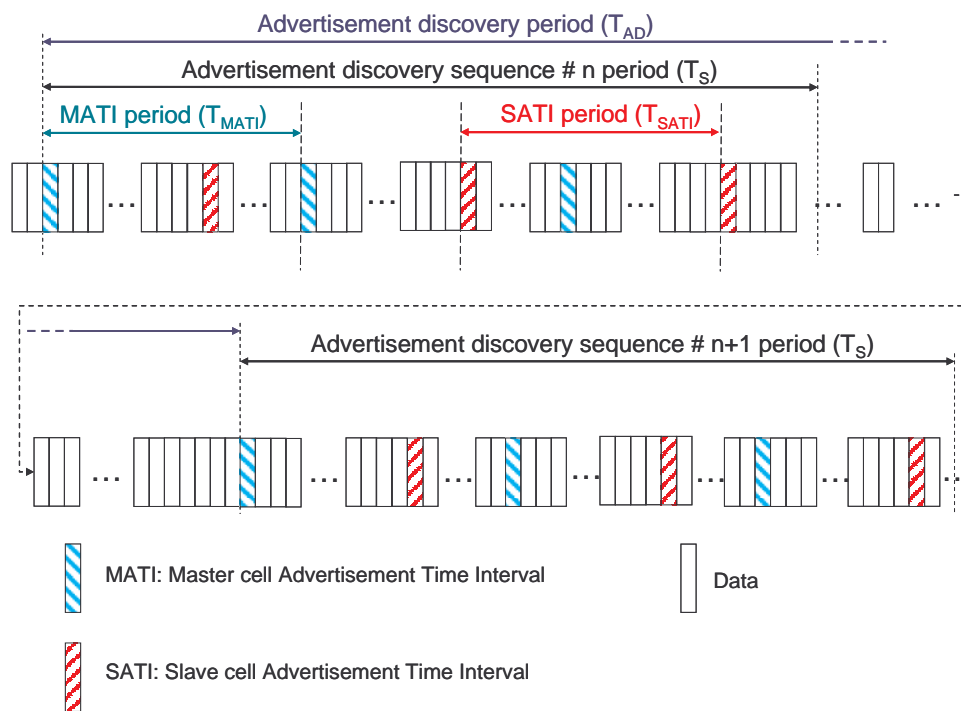 Advertisement discovery period (TAD)
Advertisement discovery sequence # n period (TS)
MATI period (TMATI)
SATI period (TSATI)
... ... ... ... ... ... ...
Advertisement discovery sequence # n+1 period (TS)
... ... ... ... ... ... ...
MATI: Master cell Advertisement Time Interval
Data
SATI: Slave cell Advertisement Time Interval